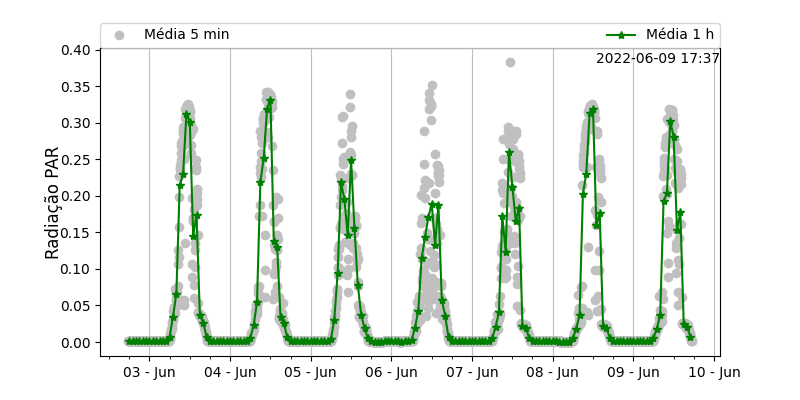 Média 5 min
Média 1 h
2022-06-09 17:37
Radiação PAR
0.40
0.35
0.30
0.25
0.20
0.15
0.10
0.05
0.00
03 - Jun
04 - Jun
05 - Jun
06 - Jun
07 - Jun
08 - Jun
09 - Jun
10 - Jun